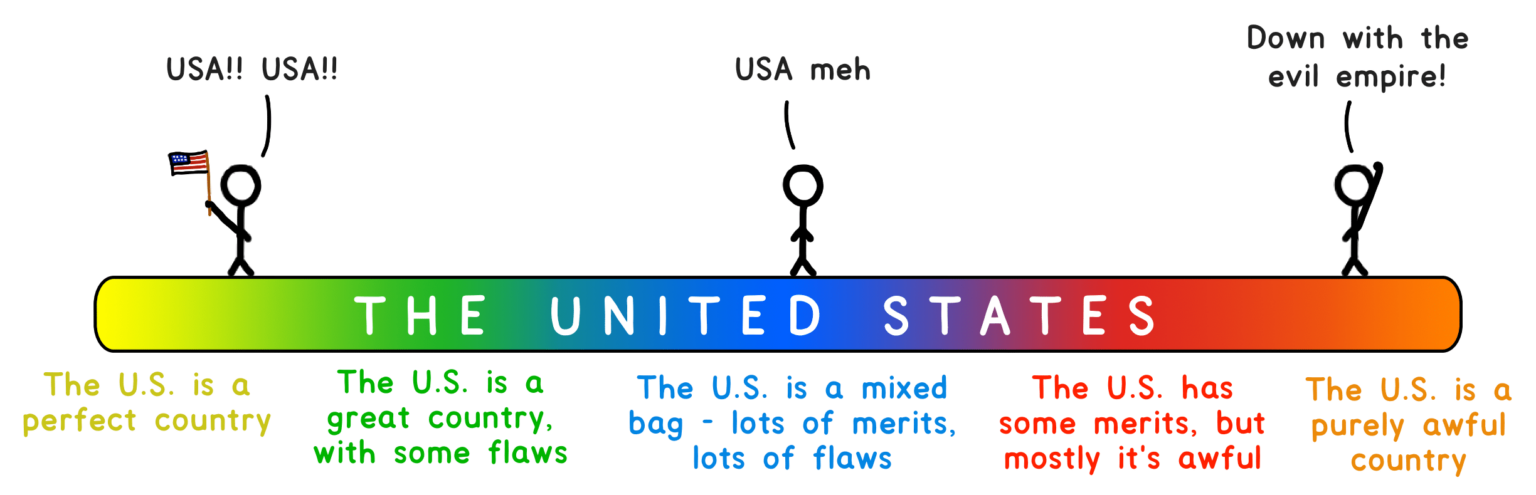 USA!! USA!!
USA meh
Down with the
evil empire!
THE UNITED STATES
The U.S. is a
perfect country
The U.S. is a
great country,
with some flaws
The U.S. is a mixed
bag - lots of merits,
lots of flaws
The U.S. has
some merits, but
mostly it's awful
The U.S. is a
purely awful
country